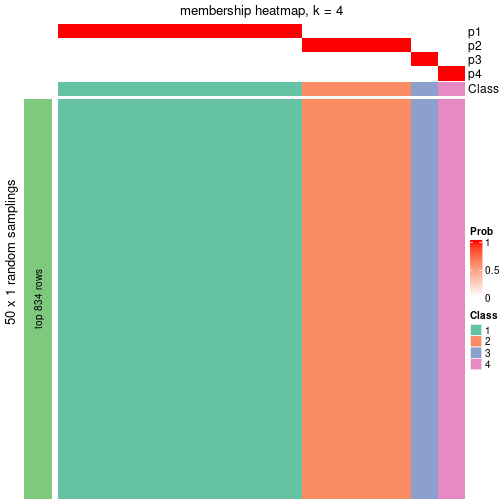 membership heatmap, k = 4
p1
p2
p3
p4
Class
50 x 1 random samplings
top 834 rows
Prob
1
0.5
0
Class
1
2
3
4